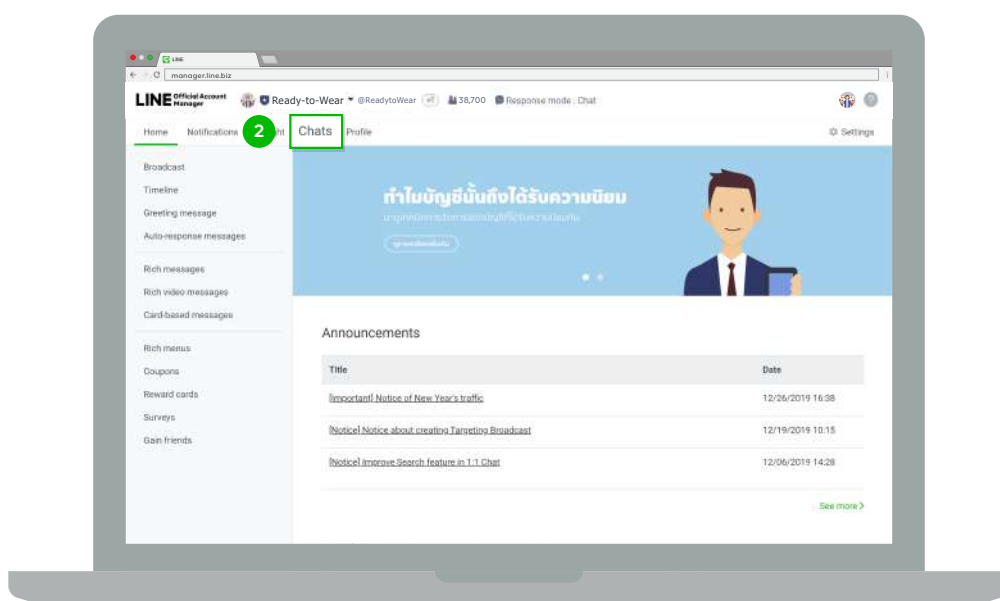 LINE
manager.line.biz
LINE Official Account Manager Ready-to-Wear @ReadytoWear ฟรี 38,700 Response mode : Chat
Home Notifications 2 ht Chats Profile Settings
Broadcast
Timeline
Greeting message
Auto-response messages
Rich messages
Rich video messages
Card-based messages
Rich menus
Coupons
Reward cards
Surveys
Gain friends
ทำไมบัญชีนั้นถึงได้รับความนิยม
Announcements
Title Date
[Important] Notice of New Year's traffic 12/26/2019 16:38
[Notice] Notice about creating Targeting Broadcast 12/19/2019 10:15
[Notice] Improve Search feature in 1:1 Chat 12/06/2019 14:28
See more